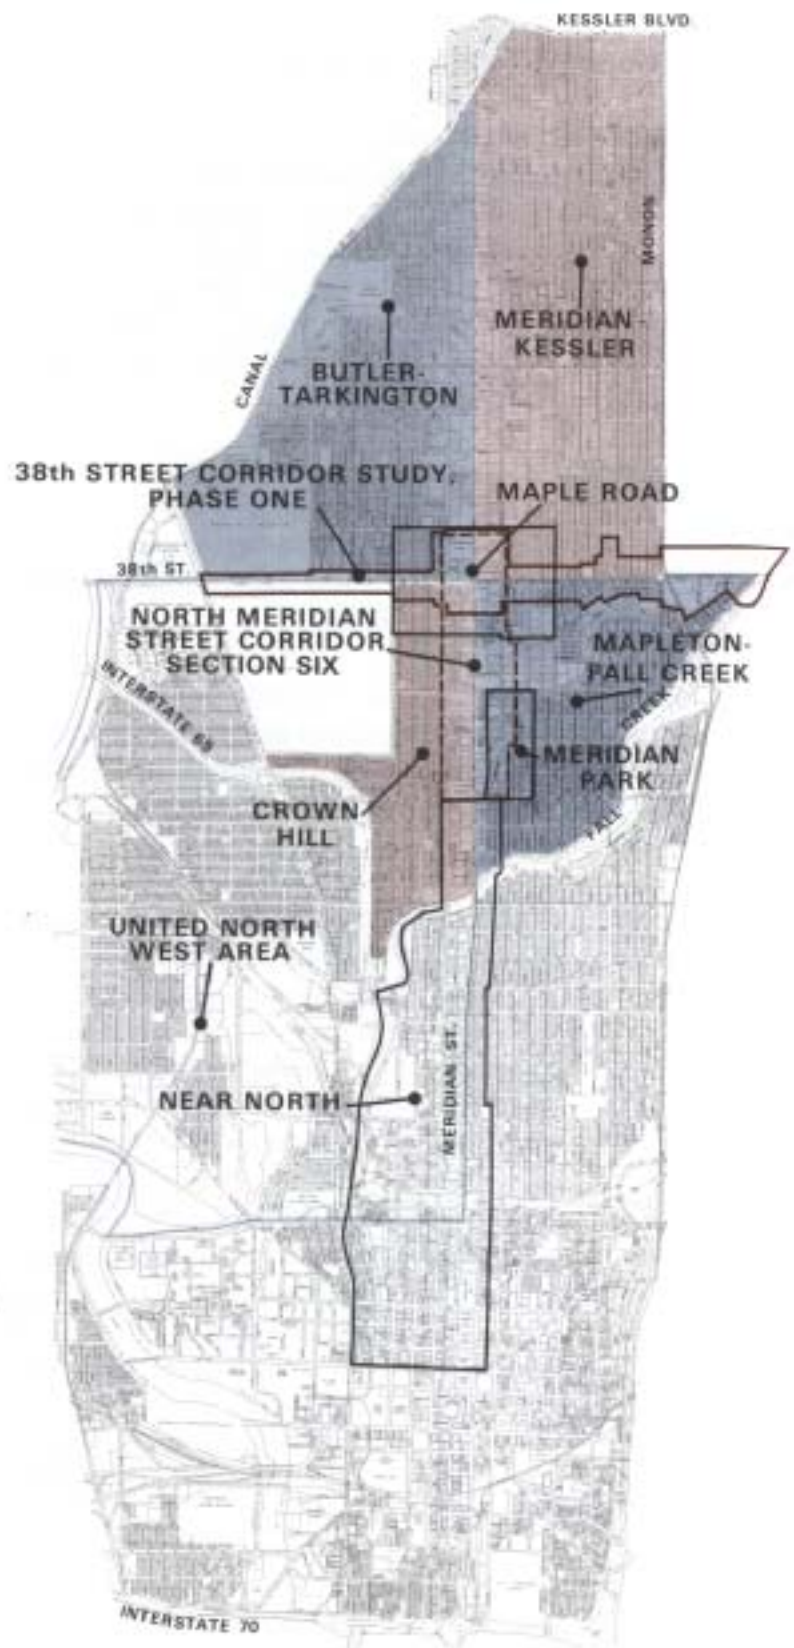 KESSLER BLVD.
MONON
MERIDIAN-
KESSLER
CANAL
BUTLER-
TARKINGTON
38th STREET CORRIDOR STUDY,
PHASE ONE
MAPLE ROAD
38th ST.
NORTH MERIDIAN
STREET CORRIDOR
SECTION SIX
MAPLETON-
FALL CREEK
INTERSTATE 65
CREEK
MERIDIAN
PARK
CROWN
HILL
FALL
UNITED NORTH
WEST AREA
MERIDIAN ST.
NEAR NORTH
INTERSTATE 70